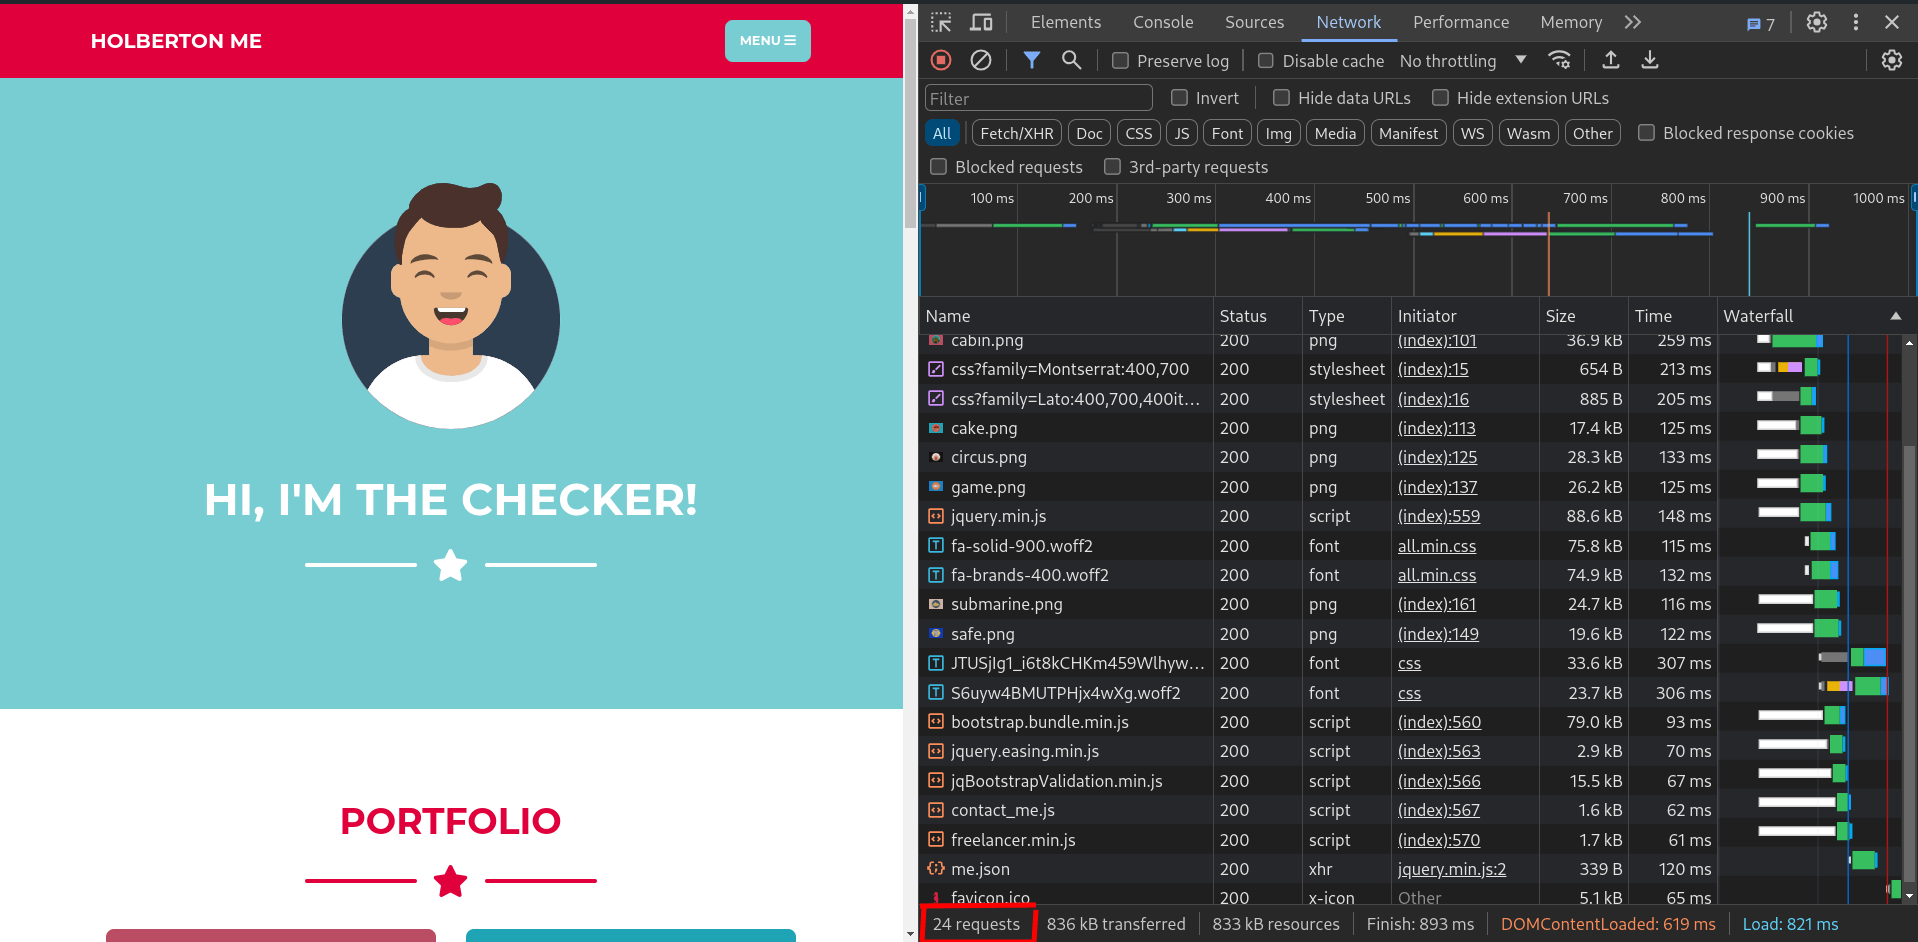 HOLBERTON ME
MENU
HI, I'M THE CHECKER!
PORTFOLIO
Elements Console Sources Network Performance Memory 7
Preserve log Disable cache No throttling
Filter Invert Hide data URLs Hide extension URLs
All Fetch/XHR Doc CSS JS Font Img Media Manifest WS Wasm Other Blocked response cookies
Blocked requests 3rd-party requests
100 ms 200 ms 300 ms 400 ms 500 ms 600 ms 700 ms 800 ms 900 ms 1000 ms
Name Status Type Initiator Size Time Waterfall
cabin.png 200 png (index):101 36.9 kB 259 ms
css?family=Montserrat:400,700 200 stylesheet (index):15 654 B 213 ms
css?family=Lato:400,700,400it... 200 stylesheet (index):16 885 B 205 ms
cake.png 200 png (index):113 17.4 kB 125 ms
circus.png 200 png (index):125 28.3 kB 133 ms
game.png 200 png (index):137 26.2 kB 125 ms
jquery.min.js 200 script (index):559 88.6 kB 148 ms
fa-solid-900.woff2 200 font all.min.css 75.8 kB 115 ms
fa-brands-400.woff2 200 font all.min.css 74.9 kB 132 ms
submarine.png 200 png (index):161 24.7 kB 116 ms
safe.png 200 png (index):149 19.6 kB 122 ms
JTUSjIg1_i6t8kCHKm459Wlhyw... 200 font css 33.6 kB 307 ms
S6uyw4BMUTPHjx4wXg.woff2 200 font css 23.7 kB 306 ms
bootstrap.bundle.min.js 200 script (index):560 79.0 kB 93 ms
jquery.easing.min.js 200 script (index):563 2.9 kB 70 ms
jqBootstrapValidation.min.js 200 script (index):566 15.5 kB 67 ms
contact_me.js 200 script (index):567 1.6 kB 62 ms
freelancer.min.js 200 script (index):570 1.7 kB 61 ms
me.json 200 xhr jquery.min.js:2 339 B 120 ms
favicon.ico 200 x-icon Other 5.1 kB 65 ms
24 requests 836 kB transferred 833 kB resources Finish: 893 ms DOMContentLoaded: 619 ms Load: 821 ms